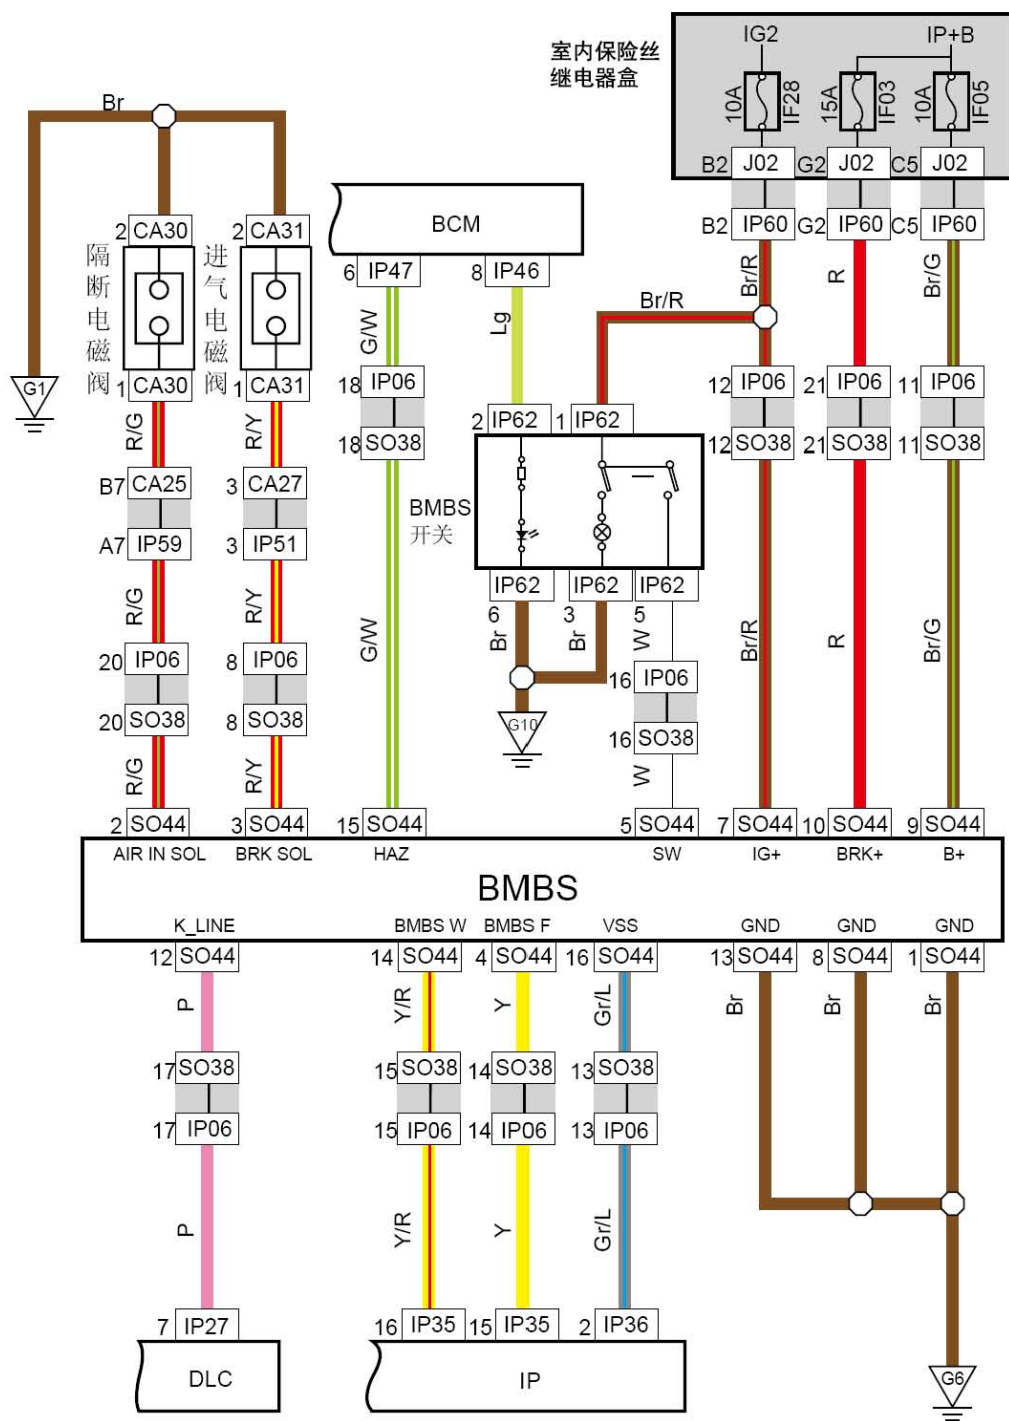 室内保险丝
继电器盒
IG2
IP+B
10A
IF28
15A
IF03
10A
IF05
B2 J02
G2 J02
C5 J02
B2 IP60
G2 IP60
C5 IP60
Br
2 CA30
2 CA31
隔断电磁阀
进气电磁阀
1 CA30
1 CA31
G1
BCM
6 IP47
8 IP46
G/W
Lg
Br/R
Br/R
R
Br/G
18 IP06
18 SO38
2 IP62
1 IP62
12 IP06
21 IP06
11 IP06
12 SO38
21 SO38
11 SO38
R/G
R/Y
B7 CA25
3 CA27
A7 IP59
3 IP51
BMBS
开关
IP62
IP62
IP62
6
3
5
R/G
R/Y
G/W
Br
Br
W
Br/R
R
Br/G
20 IP06
8 IP06
20 SO38
8 SO38
16 IP06
16 SO38
G10
R/G
R/Y
W
2 SO44
3 SO44
15 SO44
5 SO44
7 SO44
10 SO44
9 SO44
AIR IN SOL
BRK SOL
HAZ
SW
IG+
BRK+
B+
BMBS
K_LINE
BMBS W
BMBS F
VSS
GND
GND
GND
12 SO44
14 SO44
4 SO44
16 SO44
13 SO44
8 SO44
1 SO44
P
Y/R
Y
Gr/L
Br
Br
Br
17 SO38
15 SO38
14 SO38
13 SO38
17 IP06
15 IP06
14 IP06
13 IP06
P
Y/R
Y
Gr/L
7 IP27
16 IP35
15 IP35
2 IP36
DLC
IP
G6